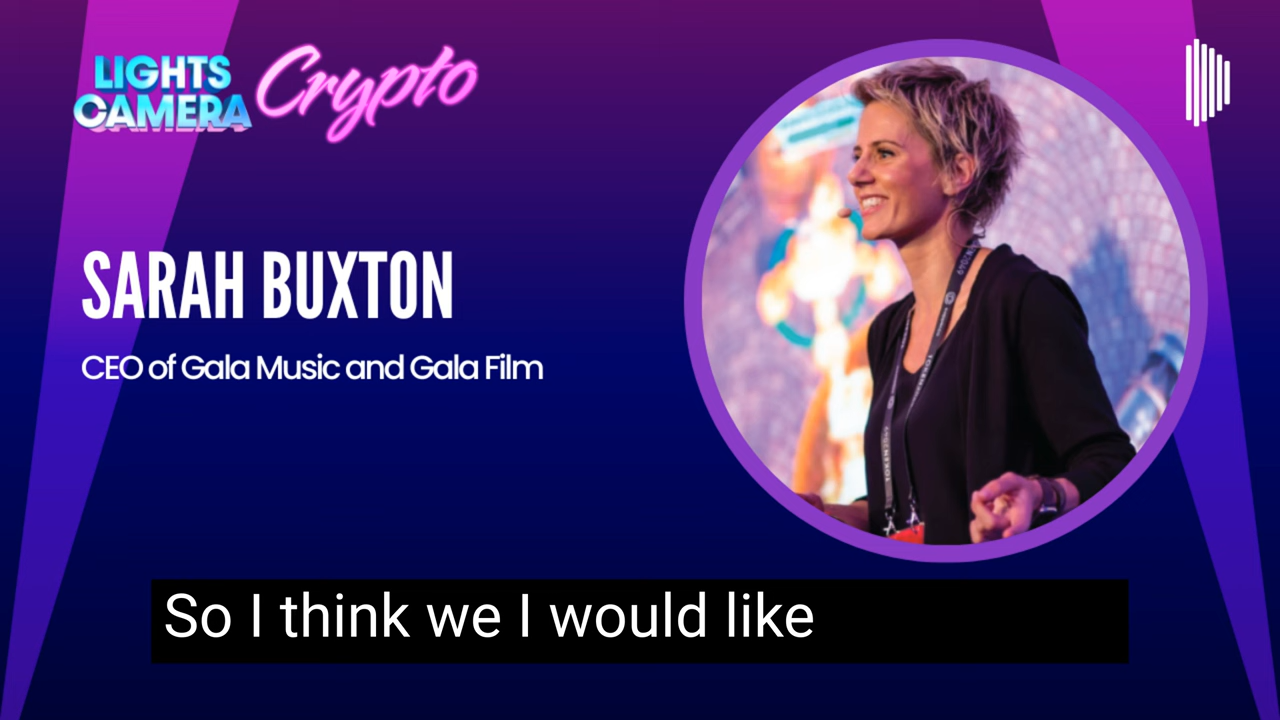 LIGHTS
CAMERA
Crypto
SARAH BUXTON
CEO of Gala Music and Gala Film
So I think we I would like